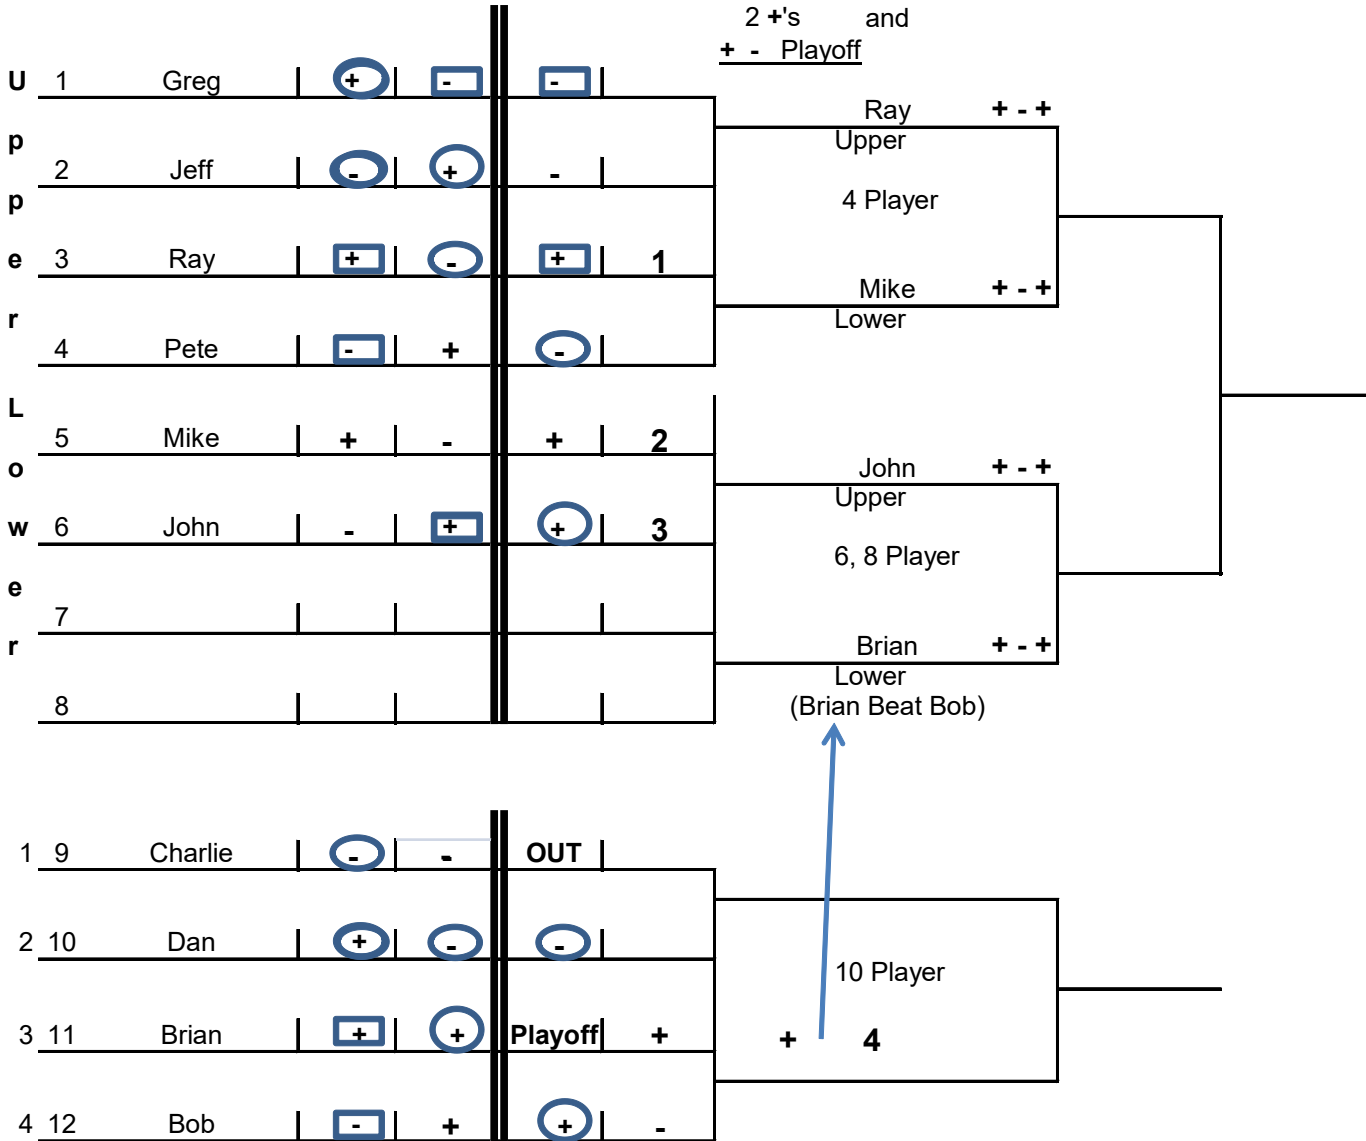 2 +'s and
+ - Playoff
U 1 Greg + - -
Ray + - +
Upper
p
2 Jeff - + -
p
4 Player
e 3 Ray + - + 1
Mike + - +
r
Lower
4 Pete - + -
L
5 Mike + - + 2
o
John + - +
Upper
w 6 John - + + 3
6, 8 Player
e
7
r
Brian + - +
Lower
8
(Brian Beat Bob)
1 9 Charlie - - OUT
2 10 Dan + - -
10 Player
3 11 Brian + + Playoff + + 4
4 12 Bob - + + -